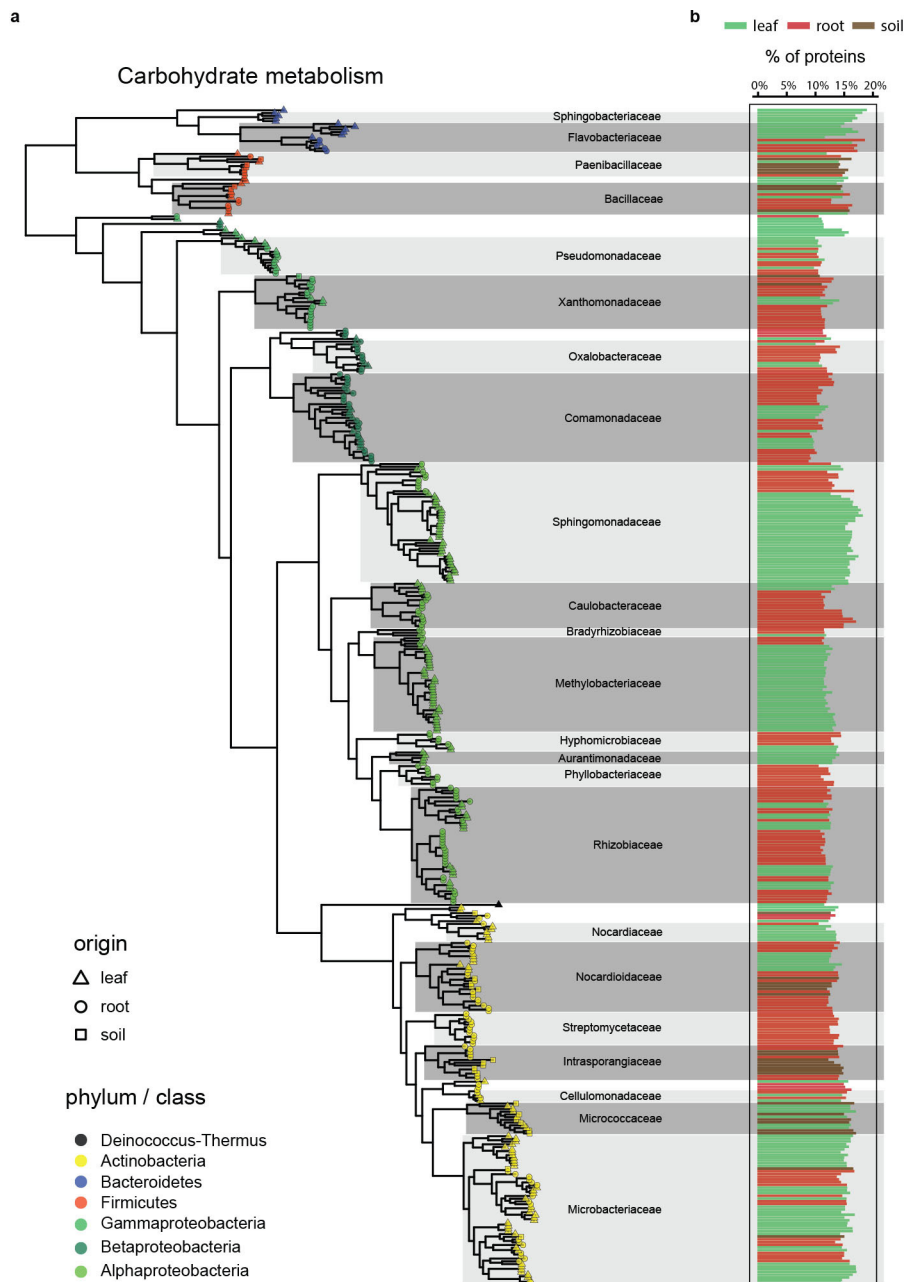 a
b
leaf root soil
% of proteins
0% 5% 10% 15% 20%
Carbohydrate metabolism
Sphingobacteriaceae
Flavobacteriaceae
Paenibacillaceae
Bacillaceae
Pseudomonadaceae
Xanthomonadaceae
Oxalobacteraceae
Comamonadaceae
Sphingomonadaceae
Caulobacteraceae
Bradyrhizobiaceae
Methylobacteriaceae
Hyphomicrobiaceae
Aurantimonadaceae
Phyllobacteriaceae
Rhizobiaceae
Nocardiaceae
Nocardioidaceae
Streptomycetaceae
Intrasporangiaceae
Cellulomonadaceae
Micrococcaceae
Microbacteriaceae
origin
leaf
root
soil
phylum / class
Deinococcus-Thermus
Actinobacteria
Bacteroidetes
Firmicutes
Gammaproteobacteria
Betaproteobacteria
Alphaproteobacteria